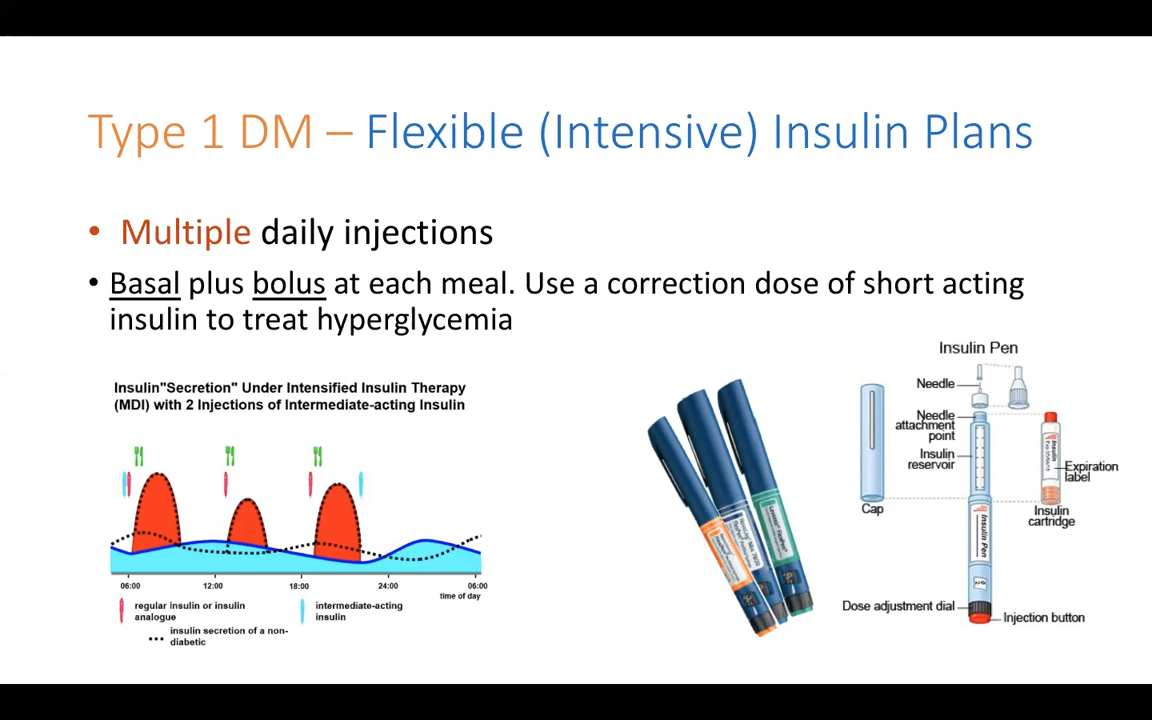 Type 1 DM – Flexible (Intensive) Insulin Plans
• Multiple daily injections
• Basal plus bolus at each meal. Use a correction dose of short acting
insulin to treat hyperglycemia
Insulin"Secretion" Under Intensified Insulin Therapy
(MDI) with 2 Injections of Intermediate-acting Insulin
06:00
12:00
18:00
24:00
06:00
time of day
regular insulin or insulin
analogue
intermediate-acting
insulin
insulin secretion of a non-
diabetic
Insulin Pen
Needle
Needle
attachment
point
Insulin
reservoir
Cap
Expiration
label
Insulin
cartridge
Insulin
Insulin Pen
Dose adjustment dial
Injection button